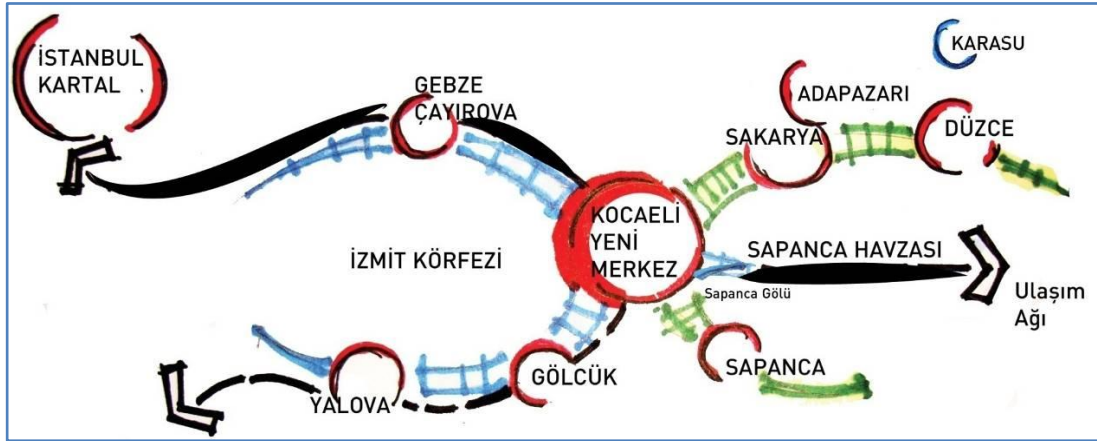 İSTANBUL
KARTAL
GEBZE
ÇAYIROVA
KARASU
ADAPAZARI
SAKARYA
DÜZCE
KOCAELİ
YENİ
MERKEZ
İZMİT KÖRFEZİ
SAPANCA HAVZASI
Sapanca Gölü
Ulaşım
Ağı
SAPANCA
GÖLCÜK
YALOVA